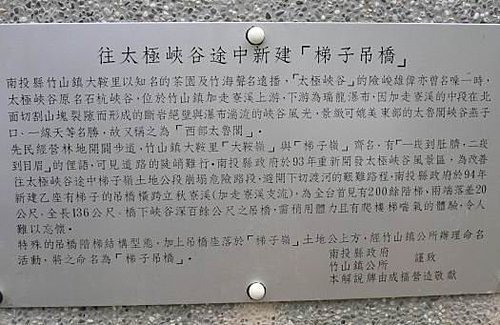 往太極峽谷途中新建「梯子吊橋」
南投縣竹山鎮大鞍里以知名的茶園及竹海聲名遠播，「太極峽谷」的險峻雄偉亦曾名噪一時，
太極峽谷原名石杭峽谷，位於竹山鎮加走寮溪上游，下游為瑞龍瀑布，因加走寮溪的中段在北
面切割山塊裂隙而形成的斷岩絕壁與瀑布湍流的峽谷風光，景緻可媲美東部的太魯閣峽谷燕子
口、一線天等名勝，故又稱之為「西部太魯閣」。
先民經營林地開闢步道，竹山鎮大鞍里「大鞍嶺」與「梯子嶺」齊名，有「一崁到肚臍，二崁
到目眉」的俚語，可見道路的陡峭難行，南投縣政府於93年重新開發太極峽谷風景區，為改善
往太極峽谷途中梯子嶺土地公段崩塌危險路段，避開下切渡河的艱難路程，南投縣政府於94年
新建乙座有梯子的吊橋橫跨立秋寮溪(加走寮溪支流)，為全台首見有200餘階梯，兩端落差20
公尺，全長136公尺、橋下峽谷深百餘公尺之吊橋，需稍用體力且有爬樓梯喘氣的體驗，令人
難以忘懷。
特殊的吊橋階梯結構型態，加上吊橋座落於「梯子嶺」土地公上方，經竹山鎮公所辦理命名
活動，將之命名為「梯子吊橋」。
南投縣政府
竹山鎮公所 謹致
本解說牌由成福營造敬獻